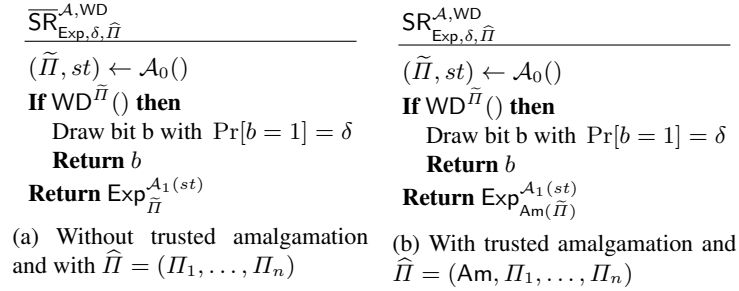 $\overline{\mathsf{SR}}^{\mathcal{A},\mathsf{WD}}_{\mathsf{Exp},\delta,\widehat{\Pi}}$
$(\widetilde{\Pi}, st) \leftarrow \mathcal{A}_0()$
If $\mathsf{WD}^{\widetilde{\Pi}}()$ then
Draw bit b with $\Pr[b = 1] = \delta$
Return $b$
Return $\mathsf{Exp}^{\mathcal{A}_1(st)}_{\widetilde{\Pi}}$
(a) Without trusted amalgamation
and with $\widehat{\Pi} = (\Pi_1, \ldots, \Pi_n)$
$\mathsf{SR}^{\mathcal{A},\mathsf{WD}}_{\mathsf{Exp},\delta,\widehat{\Pi}}$
$(\widetilde{\Pi}, st) \leftarrow \mathcal{A}_0()$
If $\mathsf{WD}^{\widetilde{\Pi}}()$ then
Draw bit b with $\Pr[b = 1] = \delta$
Return $b$
Return $\mathsf{Exp}^{\mathcal{A}_1(st)}_{\mathsf{Am}(\widetilde{\Pi})}$
(b) With trusted amalgamation and
$\widehat{\Pi} = (\mathsf{Am}, \Pi_1, \ldots, \Pi_n)$